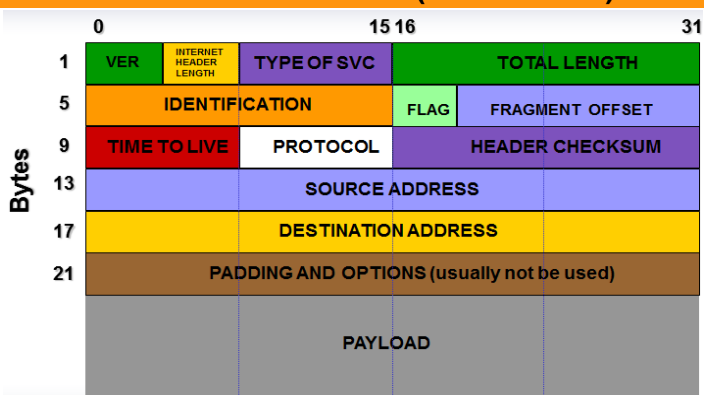 0 15 16 31
1 VER INTERNET HEADER LENGTH TYPE OF SVC TOTAL LENGTH
5 IDENTIFICATION FLAG FRAGMENT OFFSET
9 TIME TO LIVE PROTOCOL HEADER CHECKSUM
Bytes
13 SOURCE ADDRESS
17 DESTINATION ADDRESS
21 PADDING AND OPTIONS (usually not be used)
PAYLOAD